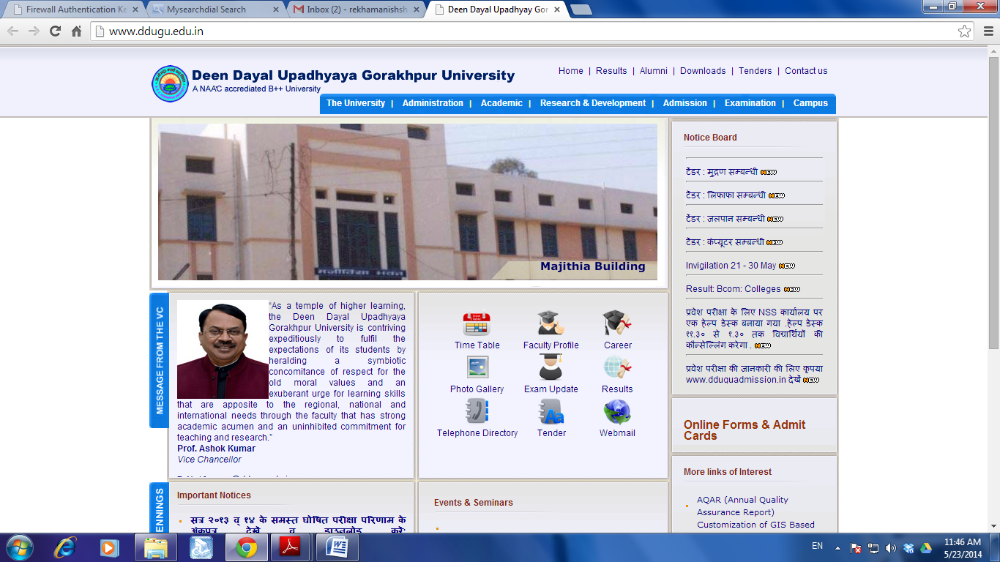 Firewall Authentication Ke
Mysearchdial Search
Inbox (2) - rekhamanishsh
Deen Dayal Upadhyay Gor
www.ddugu.edu.in
Deen Dayal Upadhyaya Gorakhpur University
A NAAC accrediated B++ University
Home | Results | Alumni | Downloads | Tenders | Contact us
The University | Administration | Academic | Research & Development | Admission | Examination | Campus
मजीठिया भवन
Majithia Building
Notice Board
टेंडर : मुद्रण सम्बन्धी NEW
टेंडर : लिफाफा सम्बन्धी NEW
टेंडर : जलपान सम्बन्धी NEW
टेंडर : कंप्यूटर सम्बन्धी NEW
Invigilation 21 - 30 May NEW
Result: Bcom: Colleges NEW
प्रवेश परीक्षा के लिए NSS कार्यालय पर
एक हेल्प डेस्क बनाया गया .हेल्प डेस्क
११.३० से १.३० तक विद्यार्थियों की
कौन्सेल्लिंग करेगा . NEW
प्रवेश परीक्षा की जानकारी की लिए कृपया
www.dduguadmission.in देखें NEW
Online Forms & Admit
Cards
More links of Interest
AQAR (Annual Quality
Assurance Report)
Customization of GIS Based
MESSAGE FROM THE VC
“As a temple of higher learning,
the Deen Dayal Upadhyaya
Gorakhpur University is contriving
expeditiously to fulfil the
expectations of its students by
heralding a symbiotic
concomitance of respect for the
old moral values and an
exuberant urge for learning skills
that are apposite to the regional, national and
international needs through the faculty that has strong
academic acumen and an uninhibited commitment for
teaching and research.”
Prof. Ashok Kumar
Vice Chancellor
Time Table
Faculty Profile
Career
Photo Gallery
Exam Update
Results
Telephone Directory
Tender
Webmail
ENNINGS
Important Notices
सत्र २०१३ व् १४ के समस्त घोषित परीक्षा परिणाम के
अंकपत्र देखें व डाउनलोड करें:
Events & Seminars
EN
11:46 AM
5/23/2014